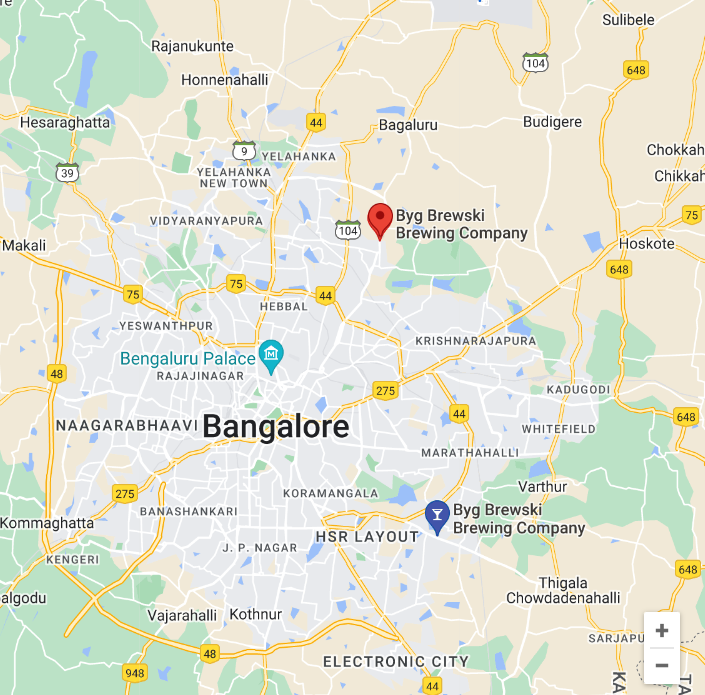 Sulibele
Rajanukunte
104
648
Honnenahalli
44
Hesaraghatta
Bagaluru
Budigere
9
YELAHANKA
Chokkah
39
YELAHANKA
NEW TOWN
Chikkah
75
VIDYARANYAPURA
104
Byg Brewski
Brewing Company
Makali
Hoskote
648
75
75
44
HEBBAL
YESWANTHPUR
KRISHNARAJAPURA
Bengaluru Palace
RAJAJINAGAR
48
275
KADUGODI
44
648
NAAGARABHAAVI
Bangalore
WHITEFIELD
MARATHAHALLI
275
KORAMANGALA
Varthur
BANASHANKARI
Byg Brewski
Brewing Company
Kommaghatta
HSR LAYOUT
J. P. NAGAR
KENGERI
648
Thigala
Chowdadenahalli
algodu
Vajarahalli
Kothnur
+
SARJAPU
48
−
ELECTRONIC CITY
948
44
KA
TA